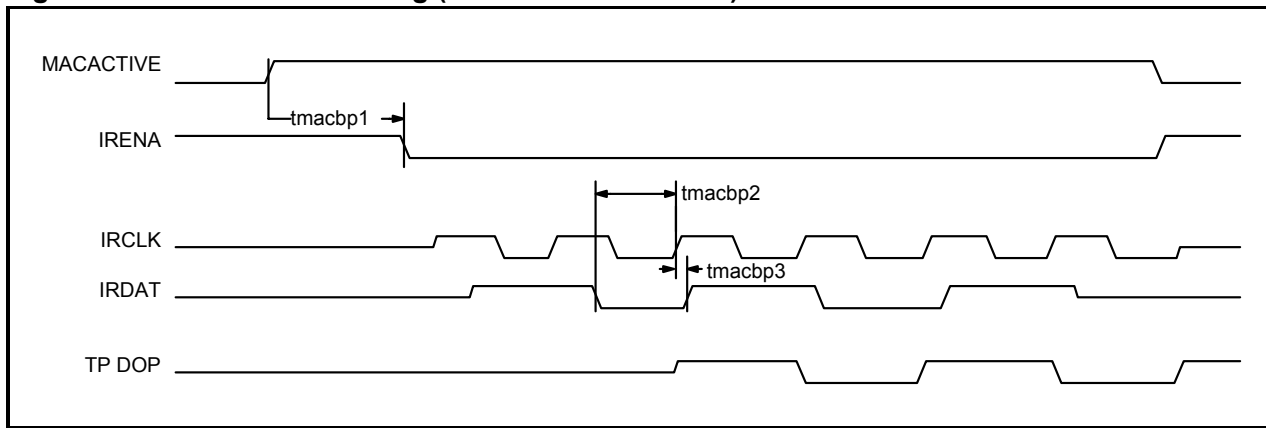 MACACTIVE
tmacbp1
IRENA
tmacbp2
IRCLK
tmacbp3
IRDAT
TP DOP